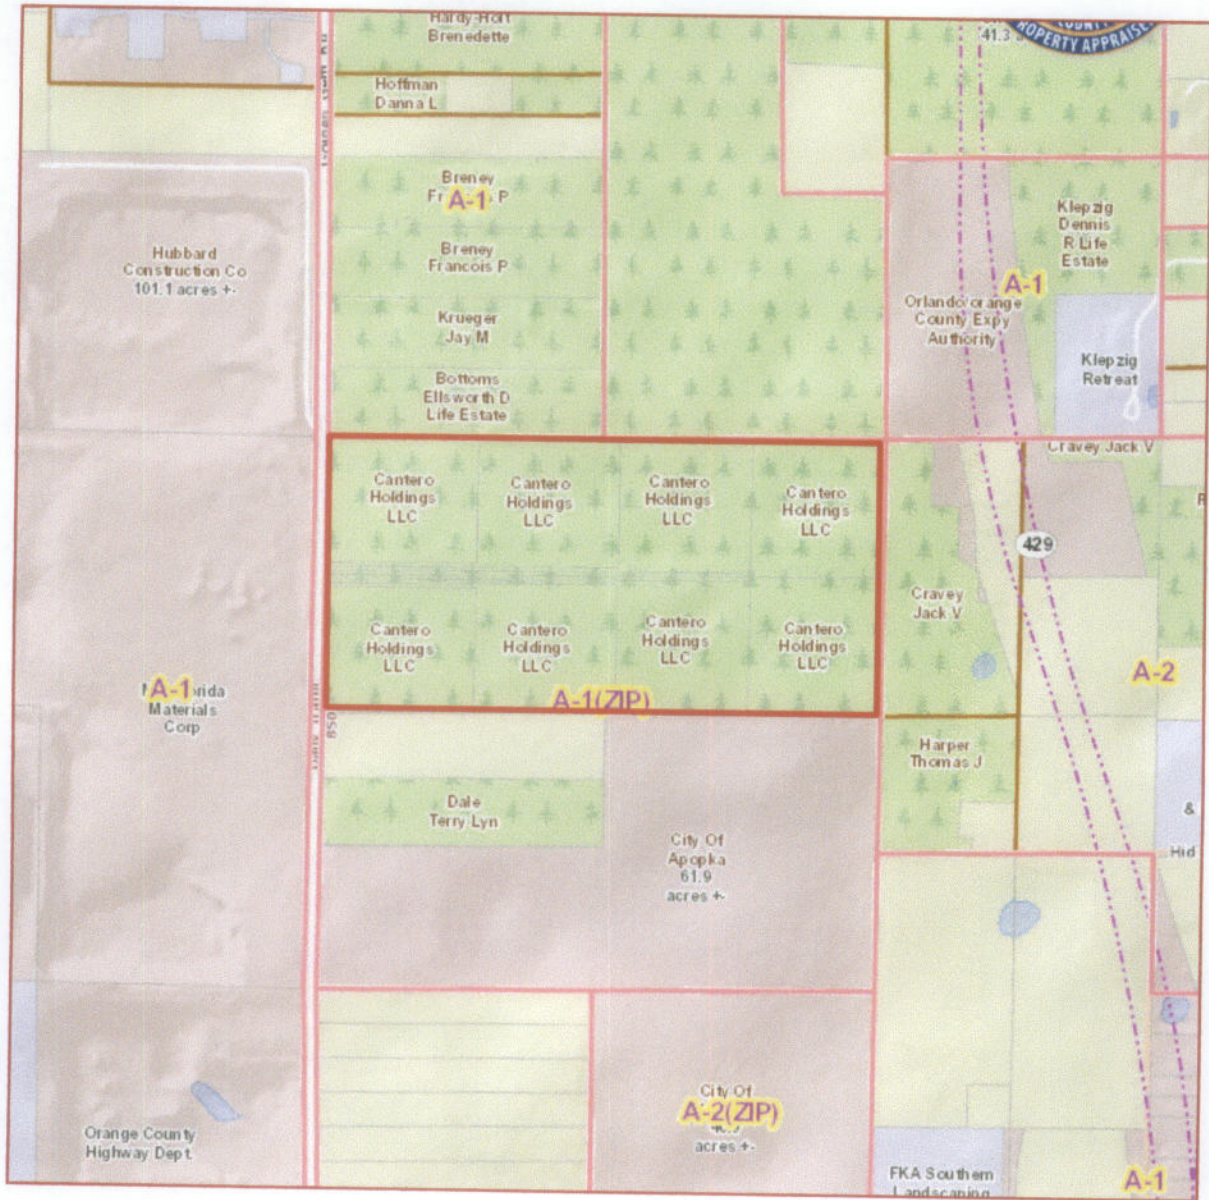 Hardy-Holt
Brenedette
41.3
COUNTY
PROPERTY APPRAISER
Hoffman
Danna L
Breney
P
A-1
Breney
Francois P
Krueger
Jay M
Bottoms
Ellsworth D
Life Estate
Hubbard
Construction Co
101.1 acres +-
Klepzig
Dennis
R Life
Estate
A-1
Orlando/orange
County Expy
Authority
Klepzig
Retreat
Cravey Jack V
R
429
Cantero
Holdings
LLC
Cantero
Holdings
LLC
Cantero
Holdings
LLC
Cantero
Holdings
LLC
Cantero
Holdings
LLC
Cantero
Holdings
LLC
Cantero
Holdings
LLC
Cantero
Holdings
LLC
Cravey
Jack V
A-2
A-1
Materials
Corp
A-1(ZIP)
850
Harper
Thomas J
Dale
Terry Lyn
&
Hid
City Of
Apopka
61.9
acres +-
City Of
A-2(ZIP)
acres +-
Orange County
Highway Dept.
FKA Southern
Landscaping
A-1